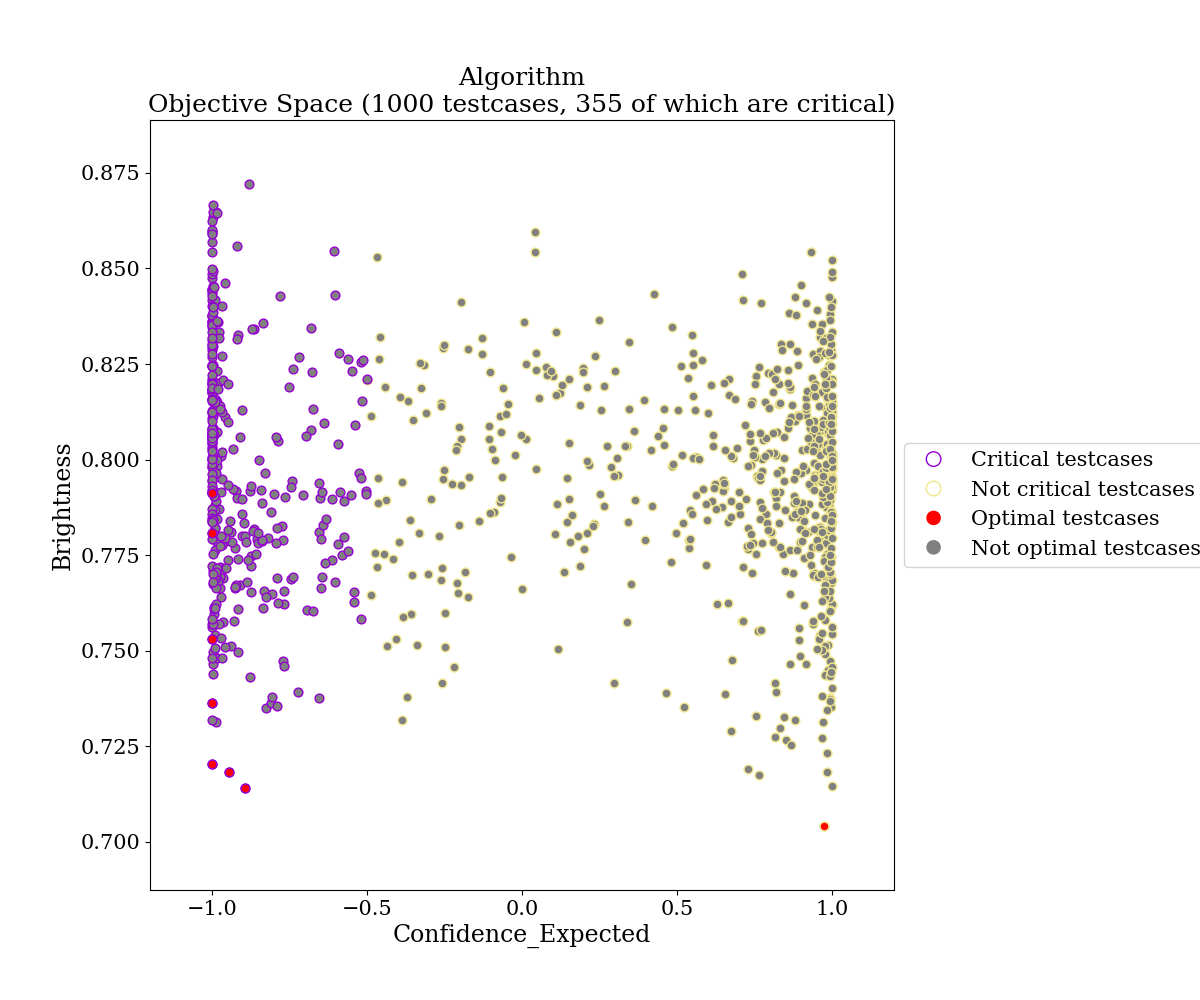 Algorithm
Objective Space (1000 testcases, 355 of which are critical)
0.875
0.850
0.825
0.800
0.775
0.750
0.725
0.700
Brightness
−1.0
−0.5
0.0
0.5
1.0
Confidence_Expected
Critical testcases
Not critical testcases
Optimal testcases
Not optimal testcases